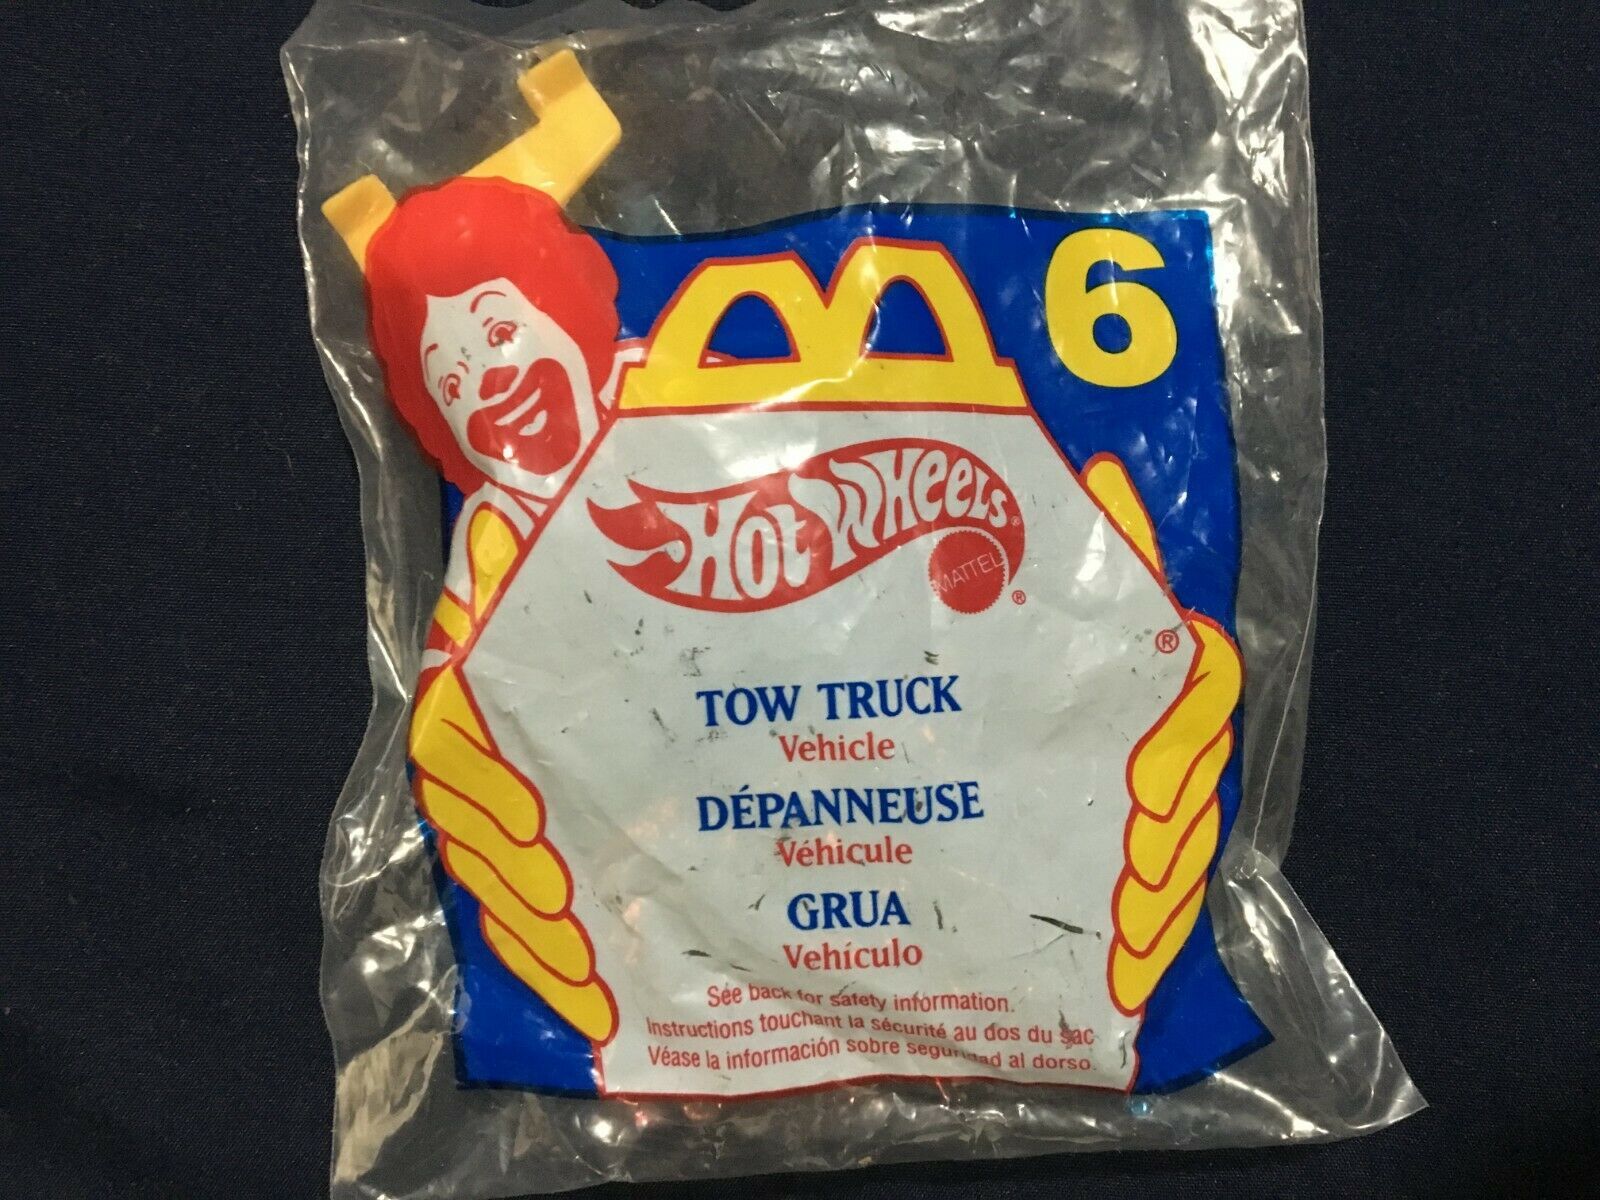 6
Hot Wheels®
MATTEL
®
®
TOW TRUCK
Vehicle
DÉPANNEUSE
Véhicule
GRUA
Vehículo
See back for safety information.
Instructions touchant la sécurité au dos du sac
Véase la información sobre seguridad al dorso.